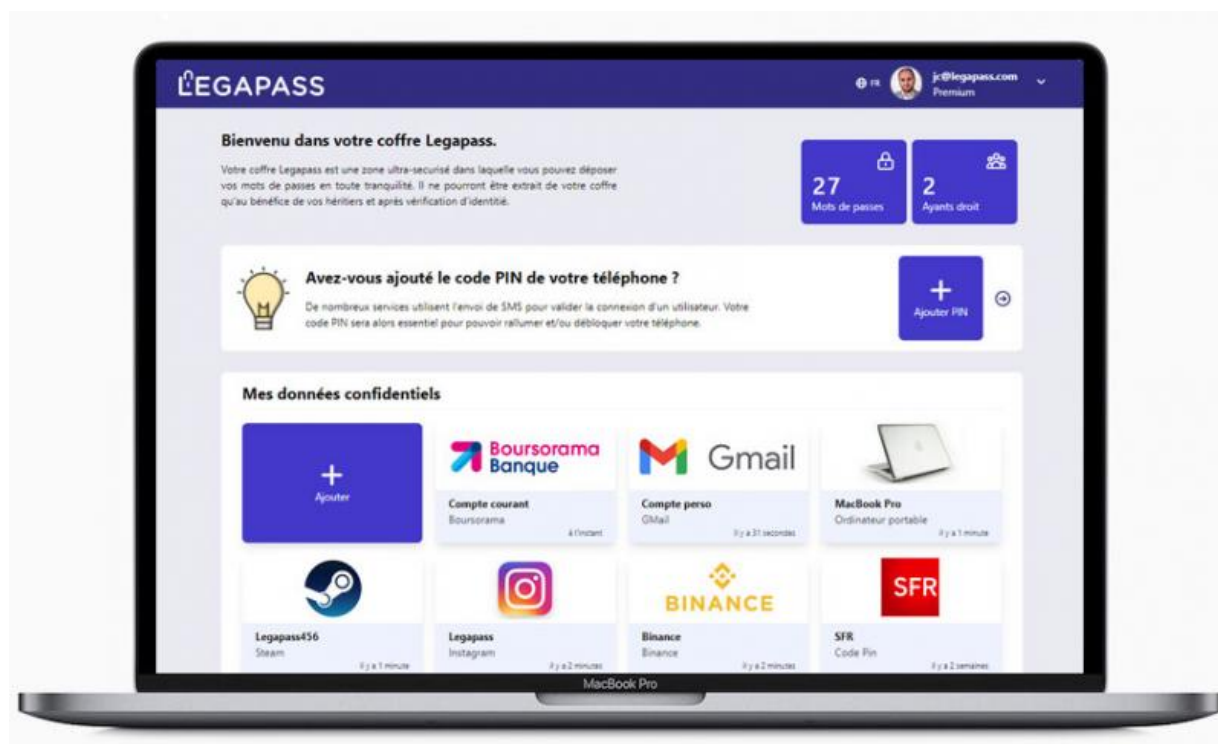 LEGAPASS
FR
jc@legapass.com
Premium
Bienvenu dans votre coffre Legapass.
Votre coffre Legapass est une zone ultra-securisé dans laquelle vous pouvez déposer
vos mots de passes en toute tranquilité. Il ne pourront être extrait de votre coffre
qu'au bénéfice de vos héritiers et après vérification d'identité.
27
Mots de passes
2
Ayants droit
Avez-vous ajouté le code PIN de votre téléphone ?
De nombreux services utilisent l'envoi de SMS pour valider la connexion d'un utilisateur. Votre
code PIN sera alors essentiel pour pouvoir rallumer et/ou débloquer votre téléphone.
Ajouter PIN
Mes données confidentiels
Ajouter
Boursorama
Banque
Compte courant
Boursorama
à l'instant
Gmail
Compte perso
GMail
il y a 31 secondes
MacBook Pro
Ordinateur portable
il y a 1 minute
Legapass456
Steam
il y a 1 minute
Legapass
Instagram
il y a 2 minutes
BINANCE
Binance
Binance
il y a 2 minutes
SFR
SFR
Code Pin
il y a 2 semaines
MacBook Pro